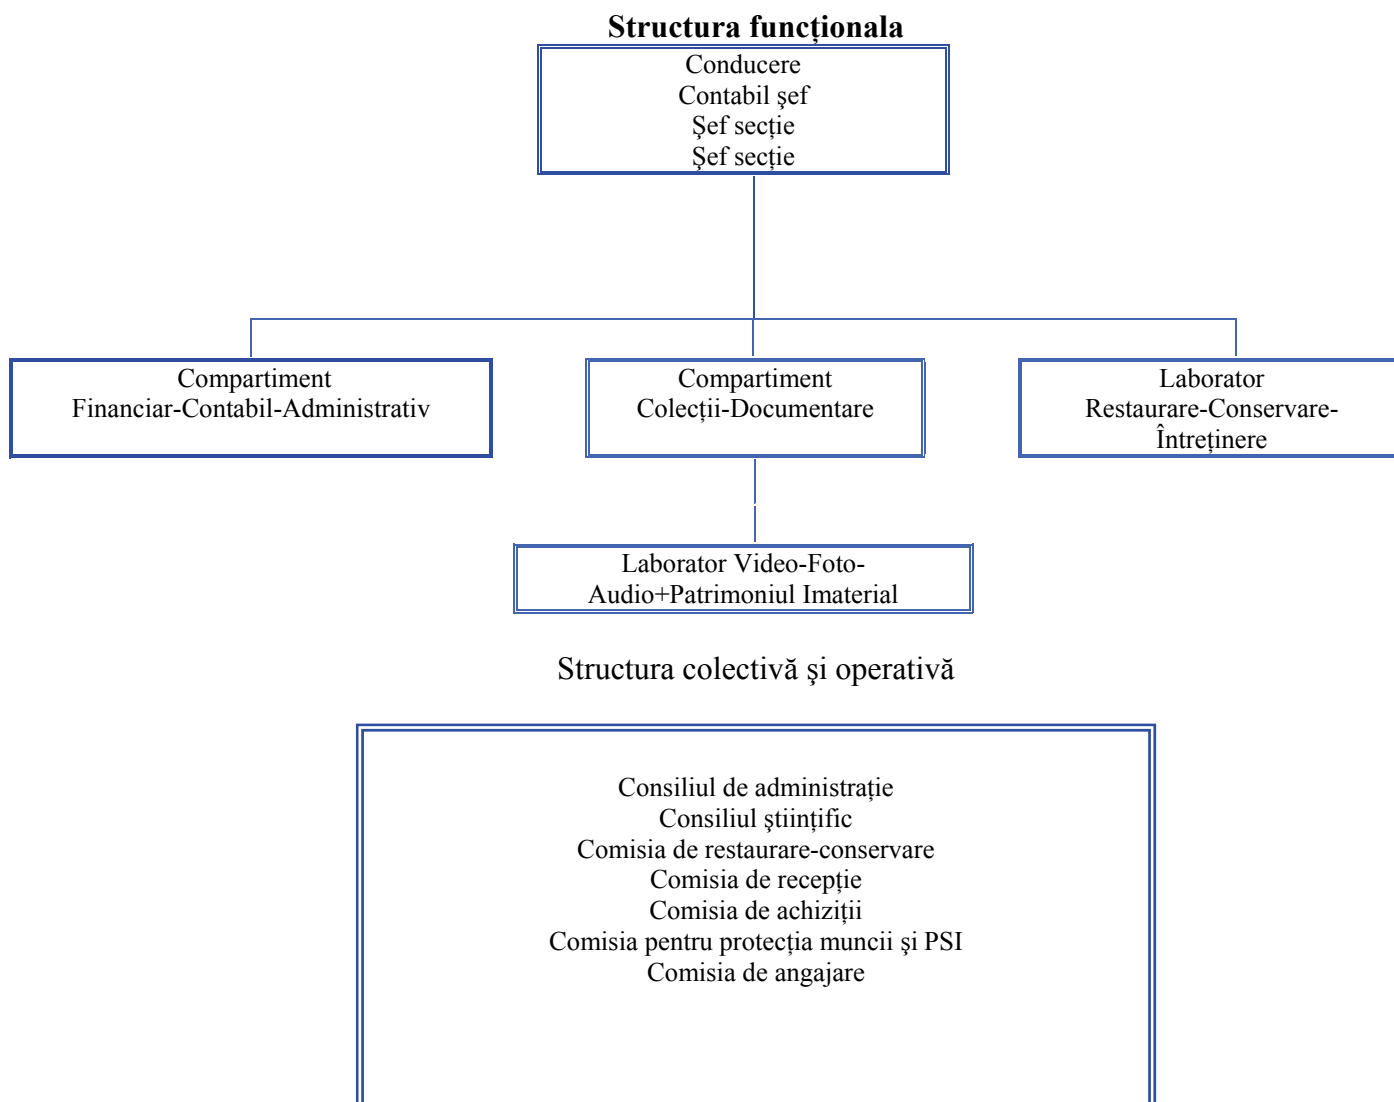 Structura funcționala
Conducere
Contabil şef
Şef secție
Şef secție
Compartiment
Financiar-Contabil-Administrativ
Compartiment
Colecții-Documentare
Laborator
Restaurare-Conservare-
Întreținere
Laborator Video-Foto-
Audio+Patrimoniul Imaterial
Structura colectivă şi operativă
Consiliul de administrație
Consiliul ştiințific
Comisia de restaurare-conservare
Comisia de recepție
Comisia de achiziții
Comisia pentru protecția muncii şi PSI
Comisia de angajare